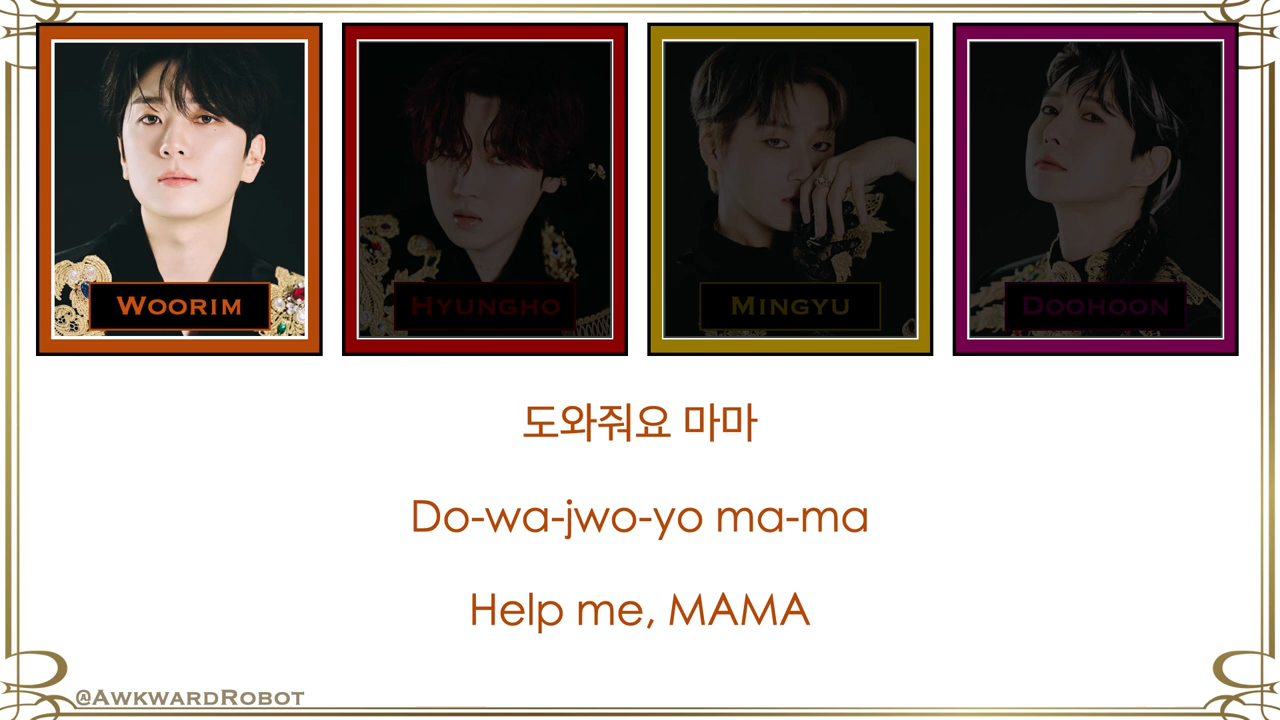 Woorim Hyungho Mingyu Doohoon
도와줘요 마마
Do-wa-jwo-yo ma-ma
Help me, MAMA
@AwkwardRobot